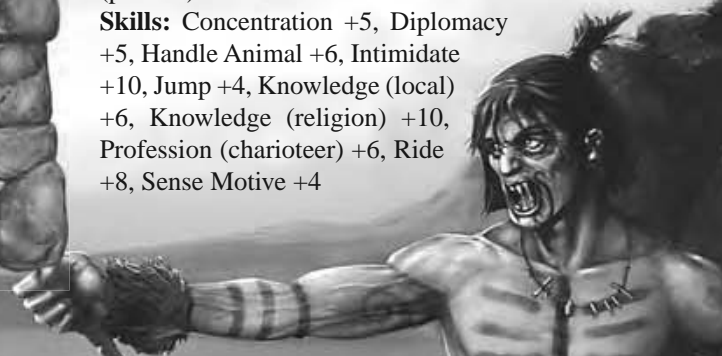 Skills: Concentration +5, Diplomacy
+5, Handle Animal +6, Intimidate
+10, Jump +4, Knowledge (local)
+6, Knowledge (religion) +10,
Profession (charioteer) +6, Ride
+8, Sense Motive +4